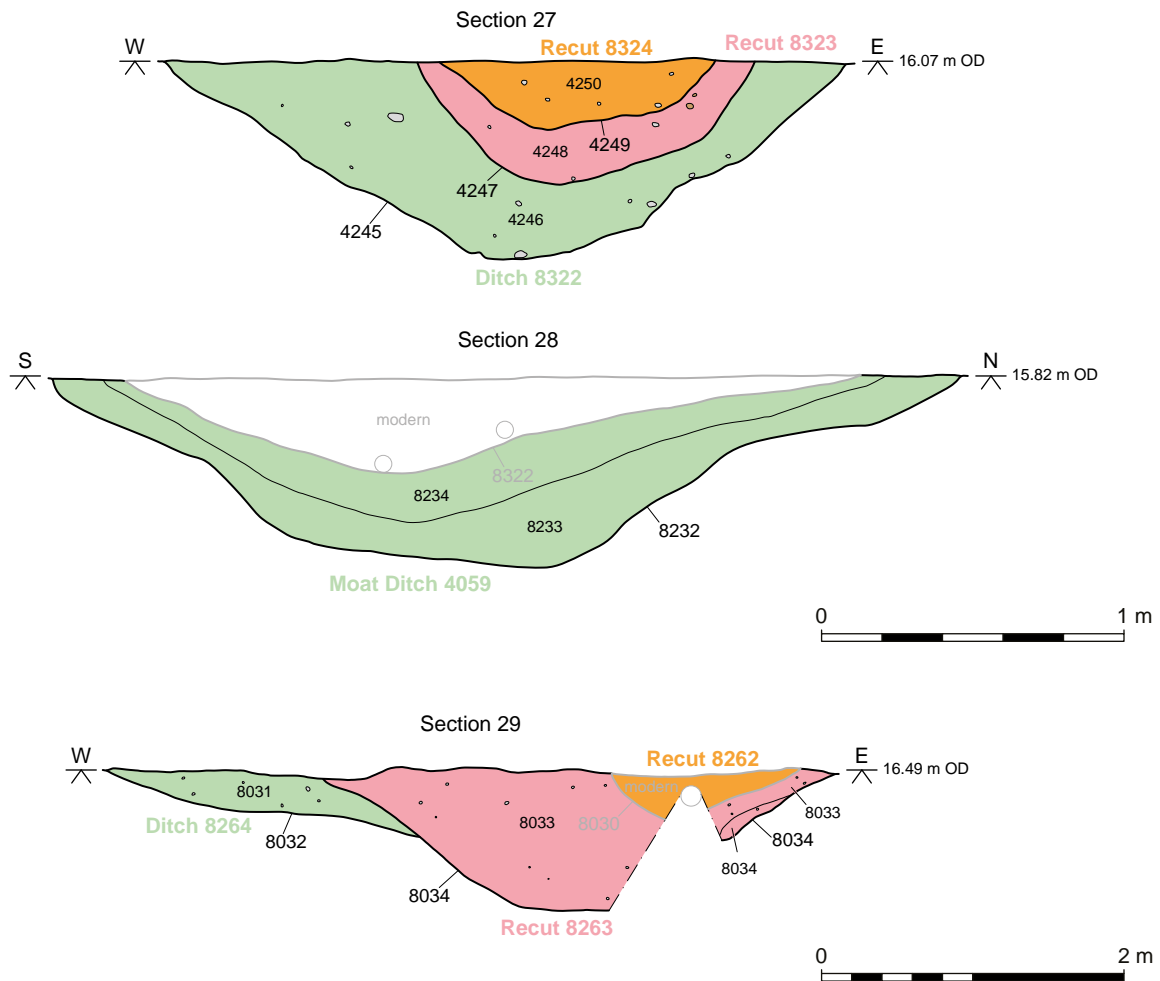 Section 27
W
Recut 8324
Recut 8323
E
16.07 m OD
4250
4248
4249
4247
4246
4245
Ditch 8322
Section 28
S
N
15.82 m OD
modern
8322
8234
8233
8232
Moat Ditch 4059
0
1 m
Section 29
W
Recut 8262
E
16.49 m OD
8031
modern
8033
8030
8033
Ditch 8264
8032
8034
8034
8034
Recut 8263
0
2 m